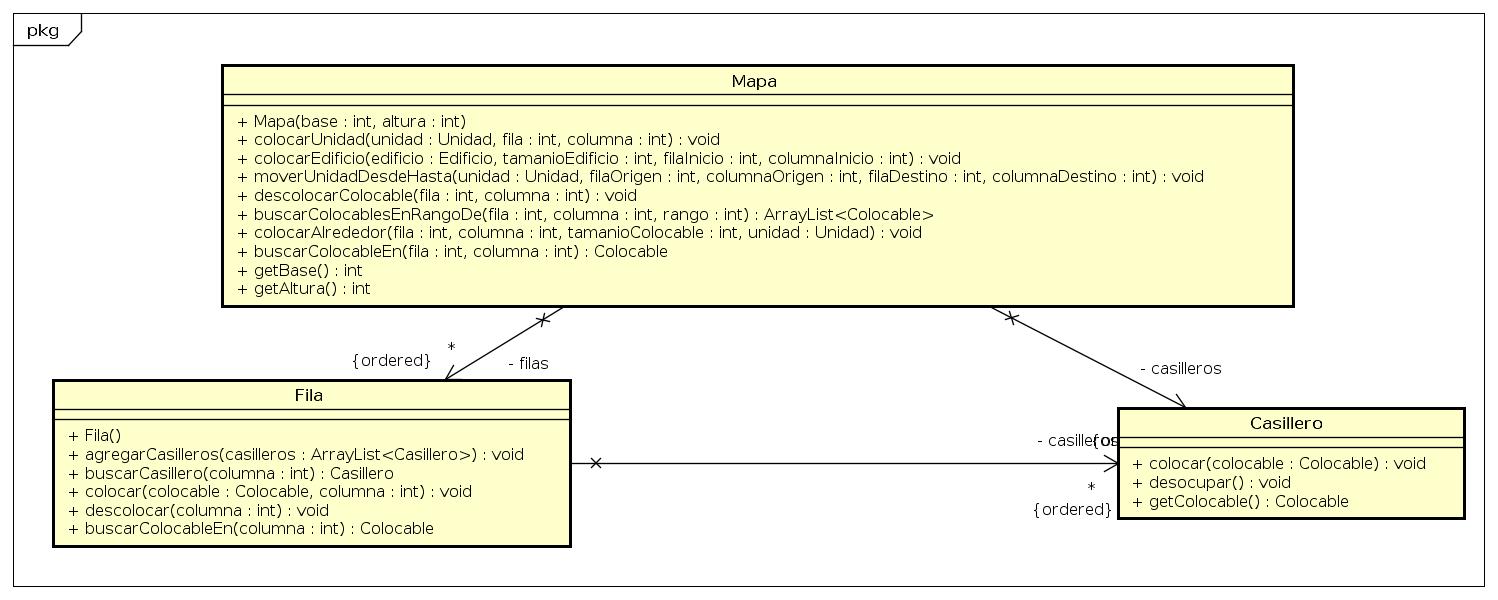 pkg
Mapa
+ Mapa(base : int, altura : int)
+ colocarUnidad(unidad : Unidad, fila : int, columna : int) : void
+ colocarEdificio(edificio : Edificio, tamanioEdificio : int, filaInicio : int, columnaInicio : int) : void
+ moverUnidadDesdeHasta(unidad : Unidad, filaOrigen : int, columnaOrigen : int, filaDestino : int, columnaDestino : int) : void
+ descolocarColocable(fila : int, columna : int) : void
+ buscarColocablesEnRangoDe(fila : int, columna : int, rango : int) : ArrayList<Colocable>
+ colocarAlrededor(fila : int, columna : int, tamanioColocable : int, unidad : Unidad) : void
+ buscarColocableEn(fila : int, columna : int) : Colocable
+ getBase() : int
+ getAltura() : int
*
{ordered}
- filas
- casilleros
Fila
+ Fila()
+ agregarCasilleros(casilleros : ArrayList<Casillero>) : void
+ buscarCasillero(columna : int) : Casillero
+ colocar(colocable : Colocable, columna : int) : void
+ descolocar(columna : int) : void
+ buscarColocableEn(columna : int) : Colocable
- casilleros
*
{ordered}
Casillero
+ colocar(colocable : Colocable) : void
+ desocupar() : void
+ getColocable() : Colocable